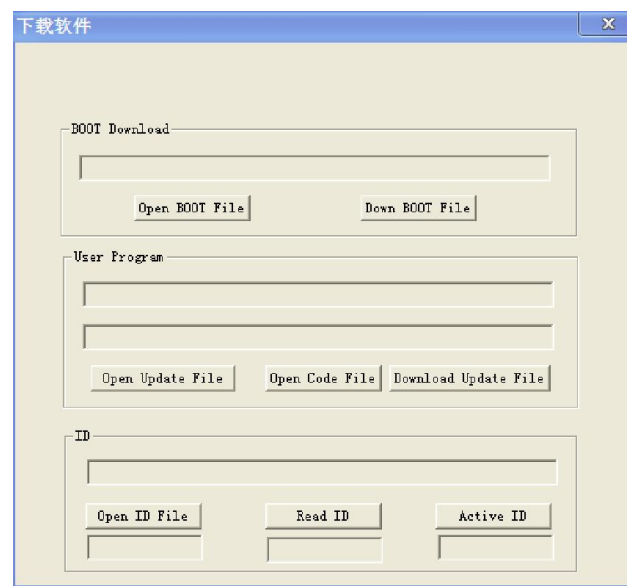 下载软件
BOOT Download
Open BOOT File Down BOOT File
User Program
Open Update File Open Code File Download Update File
ID
Open ID File Read ID Active ID